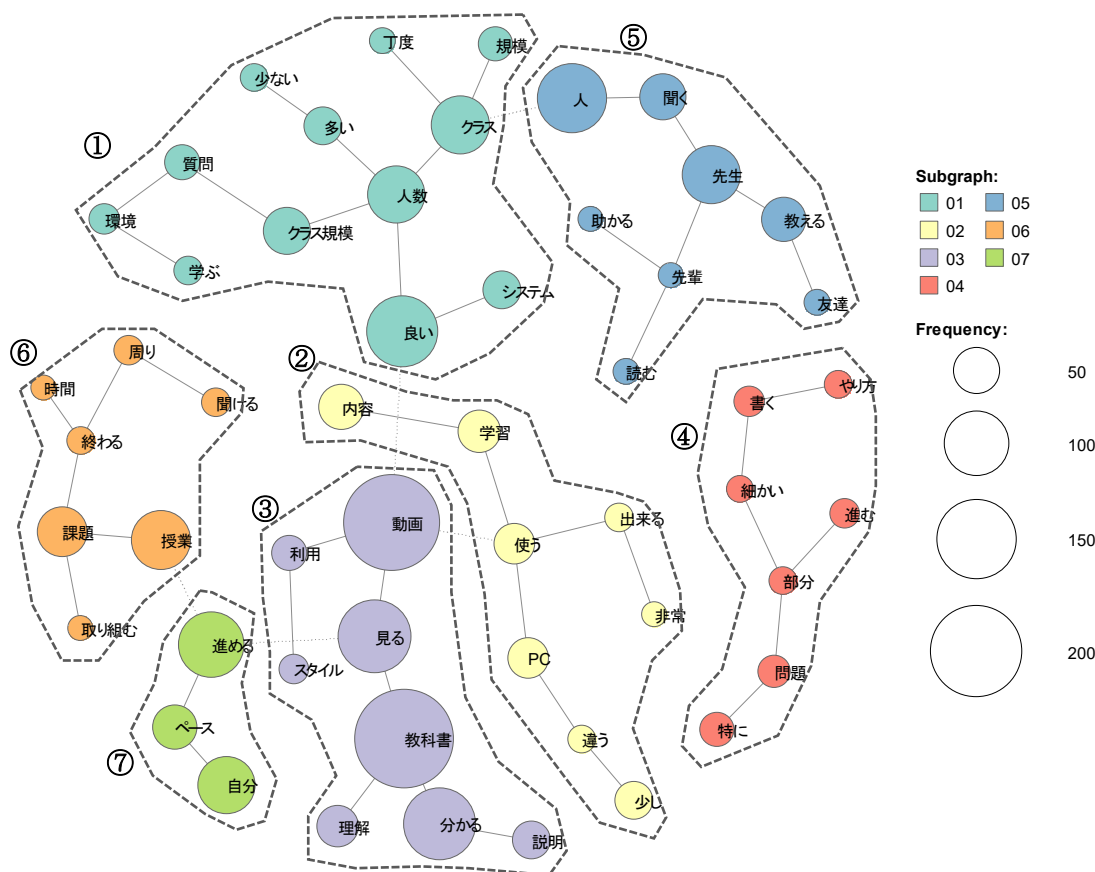 ①
丁度
規模
少ない
多い
クラス
質問
人数
環境
クラス規模
学ぶ
システム
良い
⑤
人
聞く
先生
助かる
教える
先輩
友達
読む
Subgraph:
01
05
02
06
03
07
04
Frequency:
50
100
150
200
⑥
周り
時間
聞ける
終わる
課題
授業
取り組む
②
内容
学習
使う
出来る
非常
PC
違う
少し
③
動画
利用
見る
スタイル
教科書
理解
分かる
説明
④
書く
やり方
細かい
進む
部分
問題
特に
⑦
進める
ペース
自分